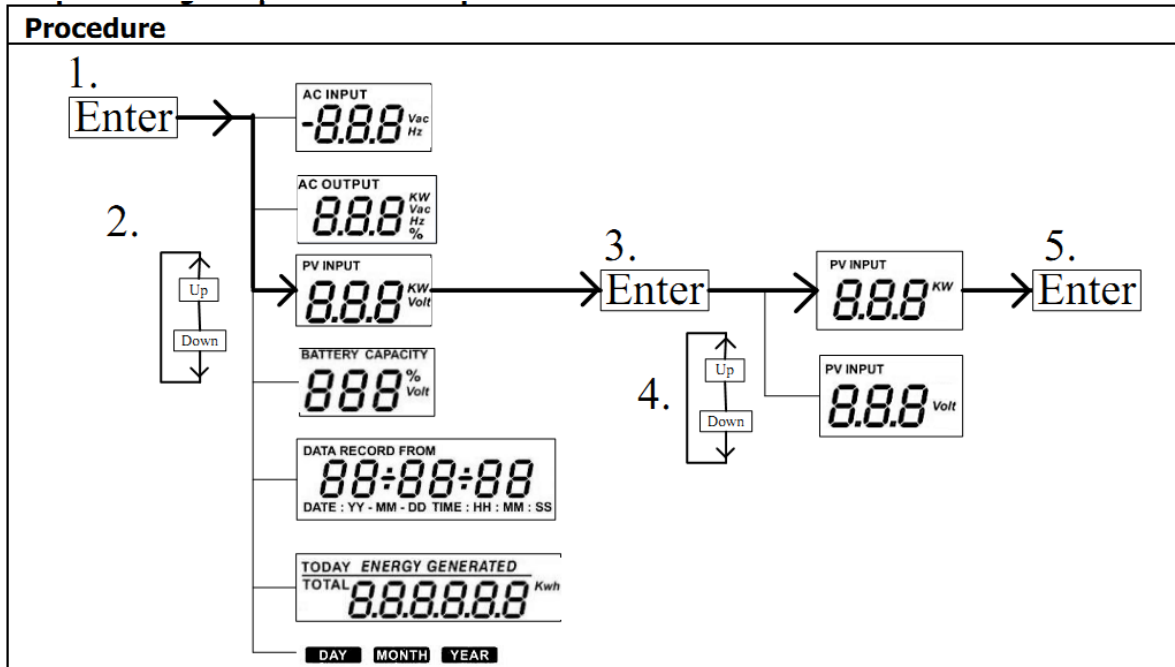 Procedure
1.
Enter
AC INPUT
-8.8.8 Vac
Hz
2.
Up
Down
AC OUTPUT
8.8.8 KW
Vac
Hz
%
PV INPUT
8.8.8 KW
Volt
BATTERY CAPACITY
888 %
Volt
DATA RECORD FROM
88÷88÷88
DATE : YY - MM - DD TIME : HH : MM : SS
TODAY ENERGY GENERATED
TOTAL 8.8.8.8.8.8 Kwh
DAY MONTH YEAR
3.
Enter
4.
Up
Down
PV INPUT
8.8.8 KW
PV INPUT
8.8.8 Volt
5.
Enter